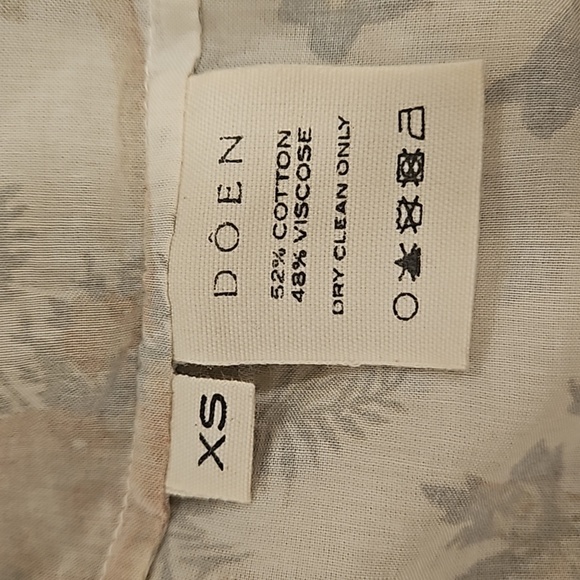 DÔEN
52% COTTON
48% VISCOSE
DRY CLEAN ONLY
XS